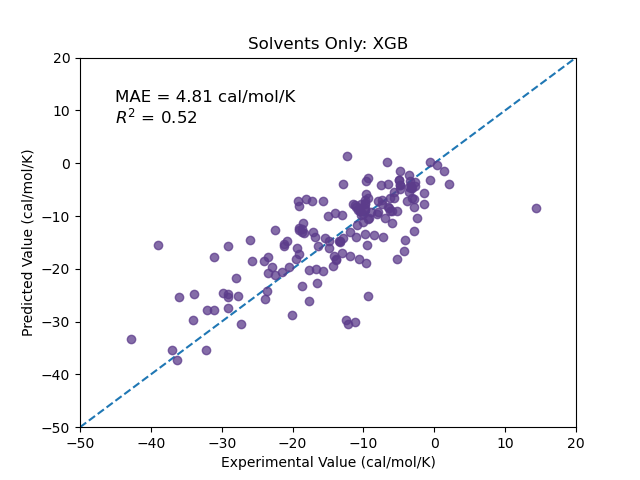 Solvents Only: XGB
MAE = 4.81 cal/mol/K
R² = 0.52
Predicted Value (cal/mol/K)
20
10
0
−10
−20
−30
−40
−50
−50 −40 −30 −20 −10 0 10 20
Experimental Value (cal/mol/K)